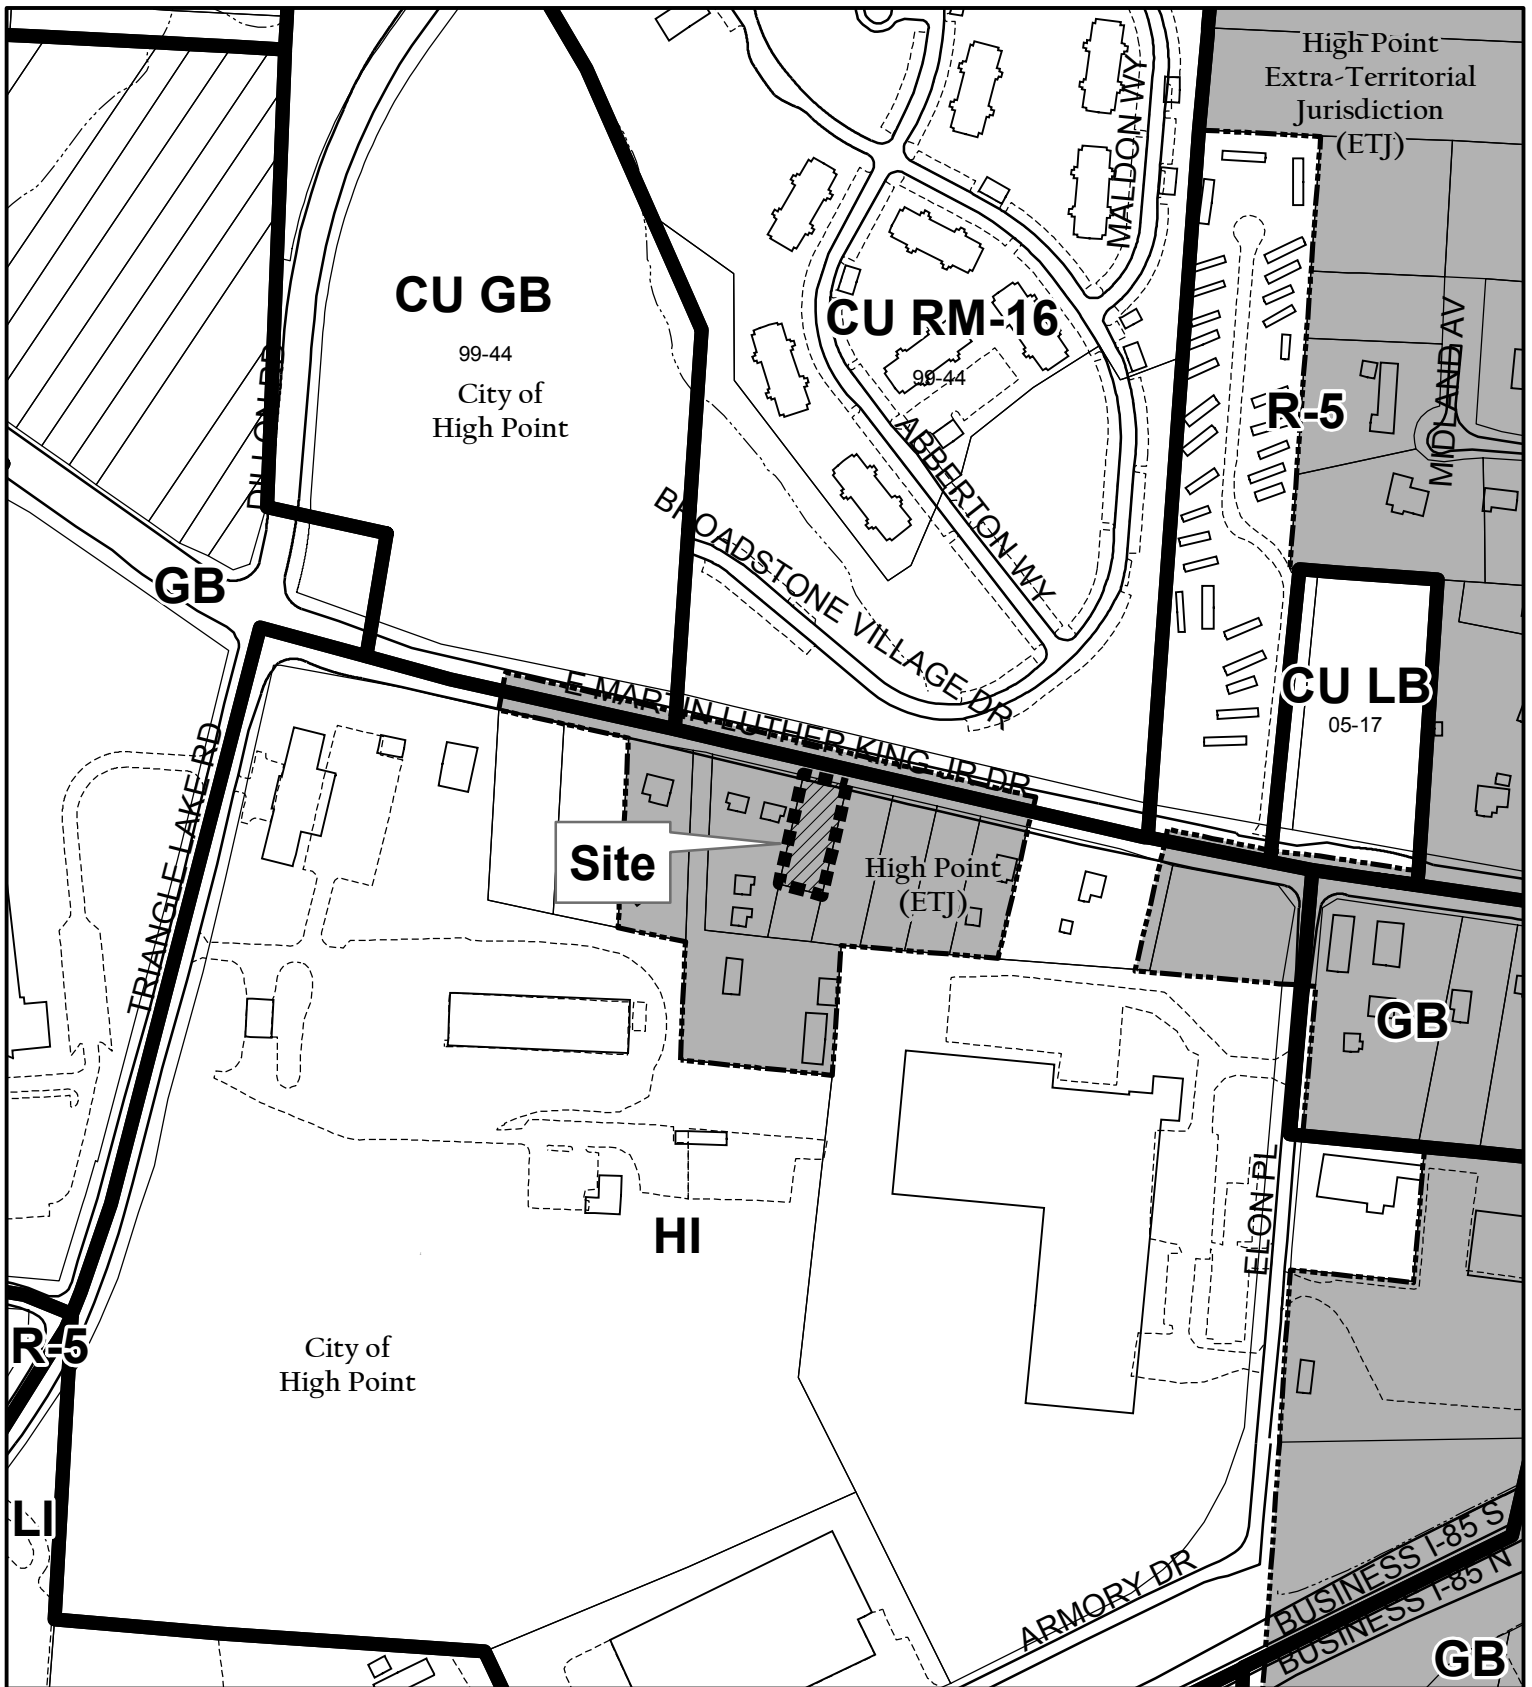 High Point
Extra-Territorial
Jurisdiction
(ETJ)
MALDON WY
CU GB
99-44
City of
High Point
CU RM-16
99-44
DILLON RD
R-5
MIDLAND AV
ABBERTON WY
BROADSTONE VILLAGE DR
GB
E MARTIN LUTHER KING JR DR
CU LB
05-17
TRIANGLE LAKE RD
Site
High Point
(ETJ)
GB
HI
ELON PL
R-5
City of
High Point
LI
ARMORY DR
BUSINESS I-85 S
BUSINESS I-85 N
GB